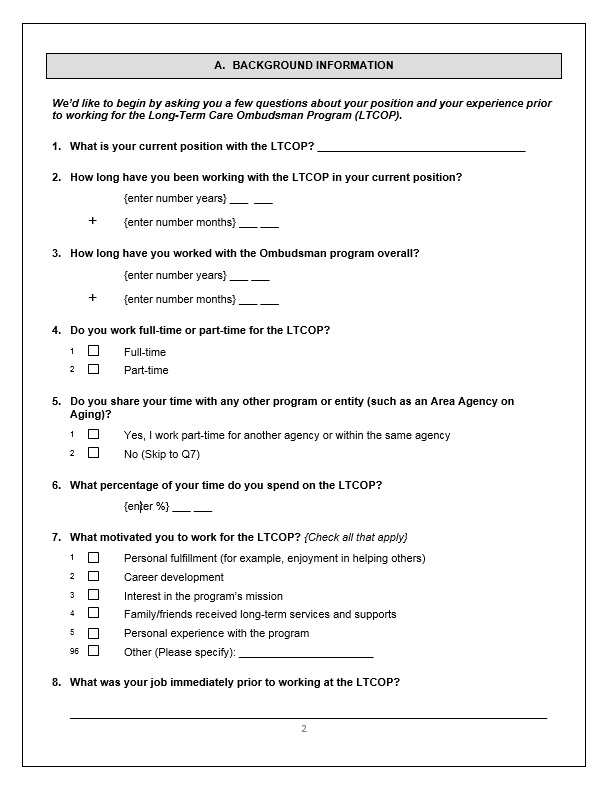 A. BACKGROUND INFORMATION
We'd like to begin by asking you a few questions about your position and your experience prior
to working for the Long-Term Care Ombudsman Program (LTCOP).
1. What is your current position with the LTCOP? __________________________________
2. How long have you been working with the LTCOP in your current position?
{enter number years} ___ ___
+ {enter number months} ___ ___
3. How long have you worked with the Ombudsman program overall?
{enter number years} ___ ___
+ {enter number months} ___ ___
4. Do you work full-time or part-time for the LTCOP?
1 ☐ Full-time
2 ☐ Part-time
5. Do you share your time with any other program or entity (such as an Area Agency on
Aging)?
1 ☐ Yes, I work part-time for another agency or within the same agency
2 ☐ No (Skip to Q7)
6. What percentage of your time do you spend on the LTCOP?
{enter %} ___ ___
7. What motivated you to work for the LTCOP? {Check all that apply}
1 ☐ Personal fulfillment (for example, enjoyment in helping others)
2 ☐ Career development
3 ☐ Interest in the program's mission
4 ☐ Family/friends received long-term services and supports
5 ☐ Personal experience with the program
96 ☐ Other (Please specify): ______________________
8. What was your job immediately prior to working at the LTCOP?
2